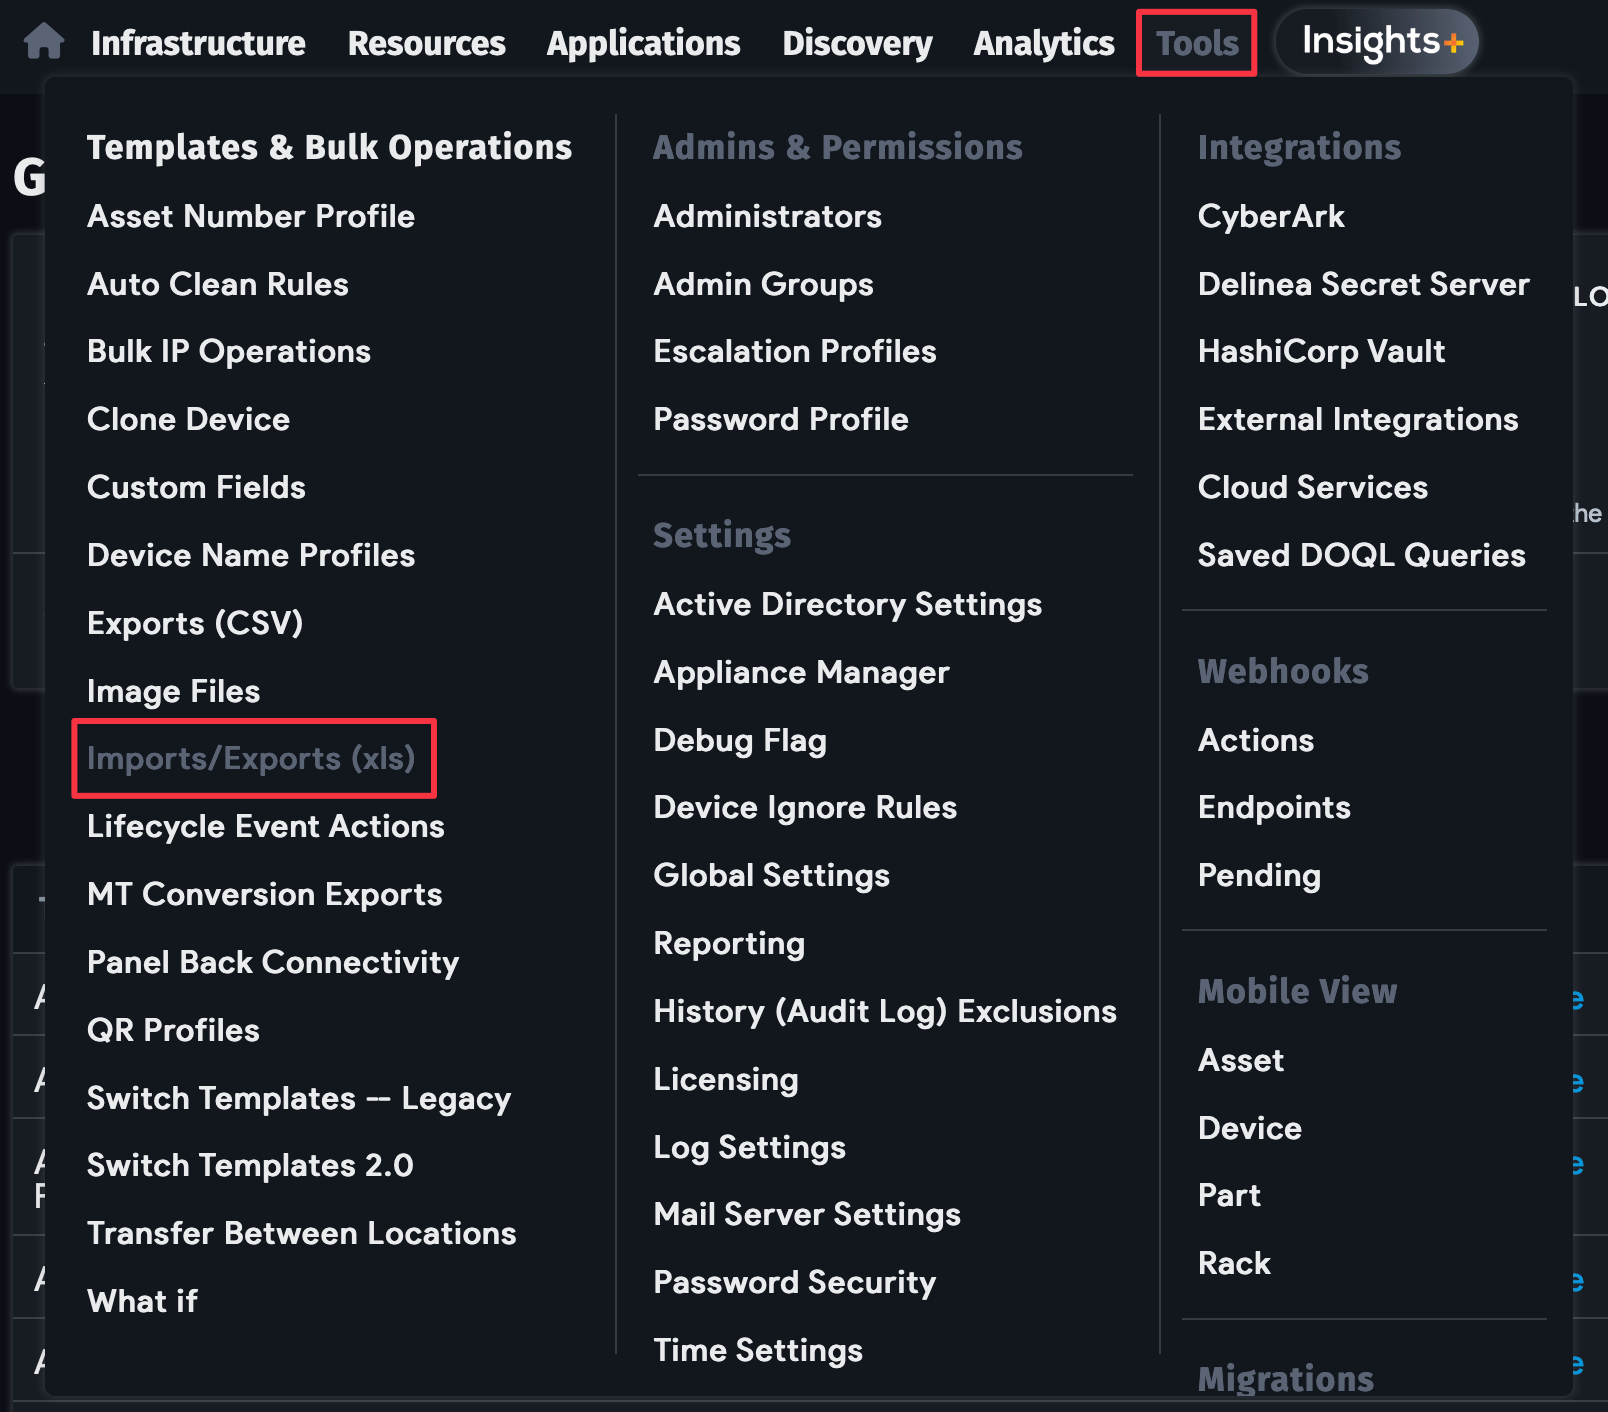 Infrastructure Resources Applications Discovery Analytics Tools Insights+
Templates & Bulk Operations
Asset Number Profile
Auto Clean Rules
Bulk IP Operations
Clone Device
Custom Fields
Device Name Profiles
Exports (CSV)
Image Files
Imports/Exports (xls)
Lifecycle Event Actions
MT Conversion Exports
Panel Back Connectivity
QR Profiles
Switch Templates -- Legacy
Switch Templates 2.0
Transfer Between Locations
What if
Admins & Permissions
Administrators
Admin Groups
Escalation Profiles
Password Profile
Settings
Active Directory Settings
Appliance Manager
Debug Flag
Device Ignore Rules
Global Settings
Reporting
History (Audit Log) Exclusions
Licensing
Log Settings
Mail Server Settings
Password Security
Time Settings
Integrations
CyberArk
Delinea Secret Server
HashiCorp Vault
External Integrations
Cloud Services
Saved DOQL Queries
Webhooks
Actions
Endpoints
Pending
Mobile View
Asset
Device
Part
Rack
Migrations